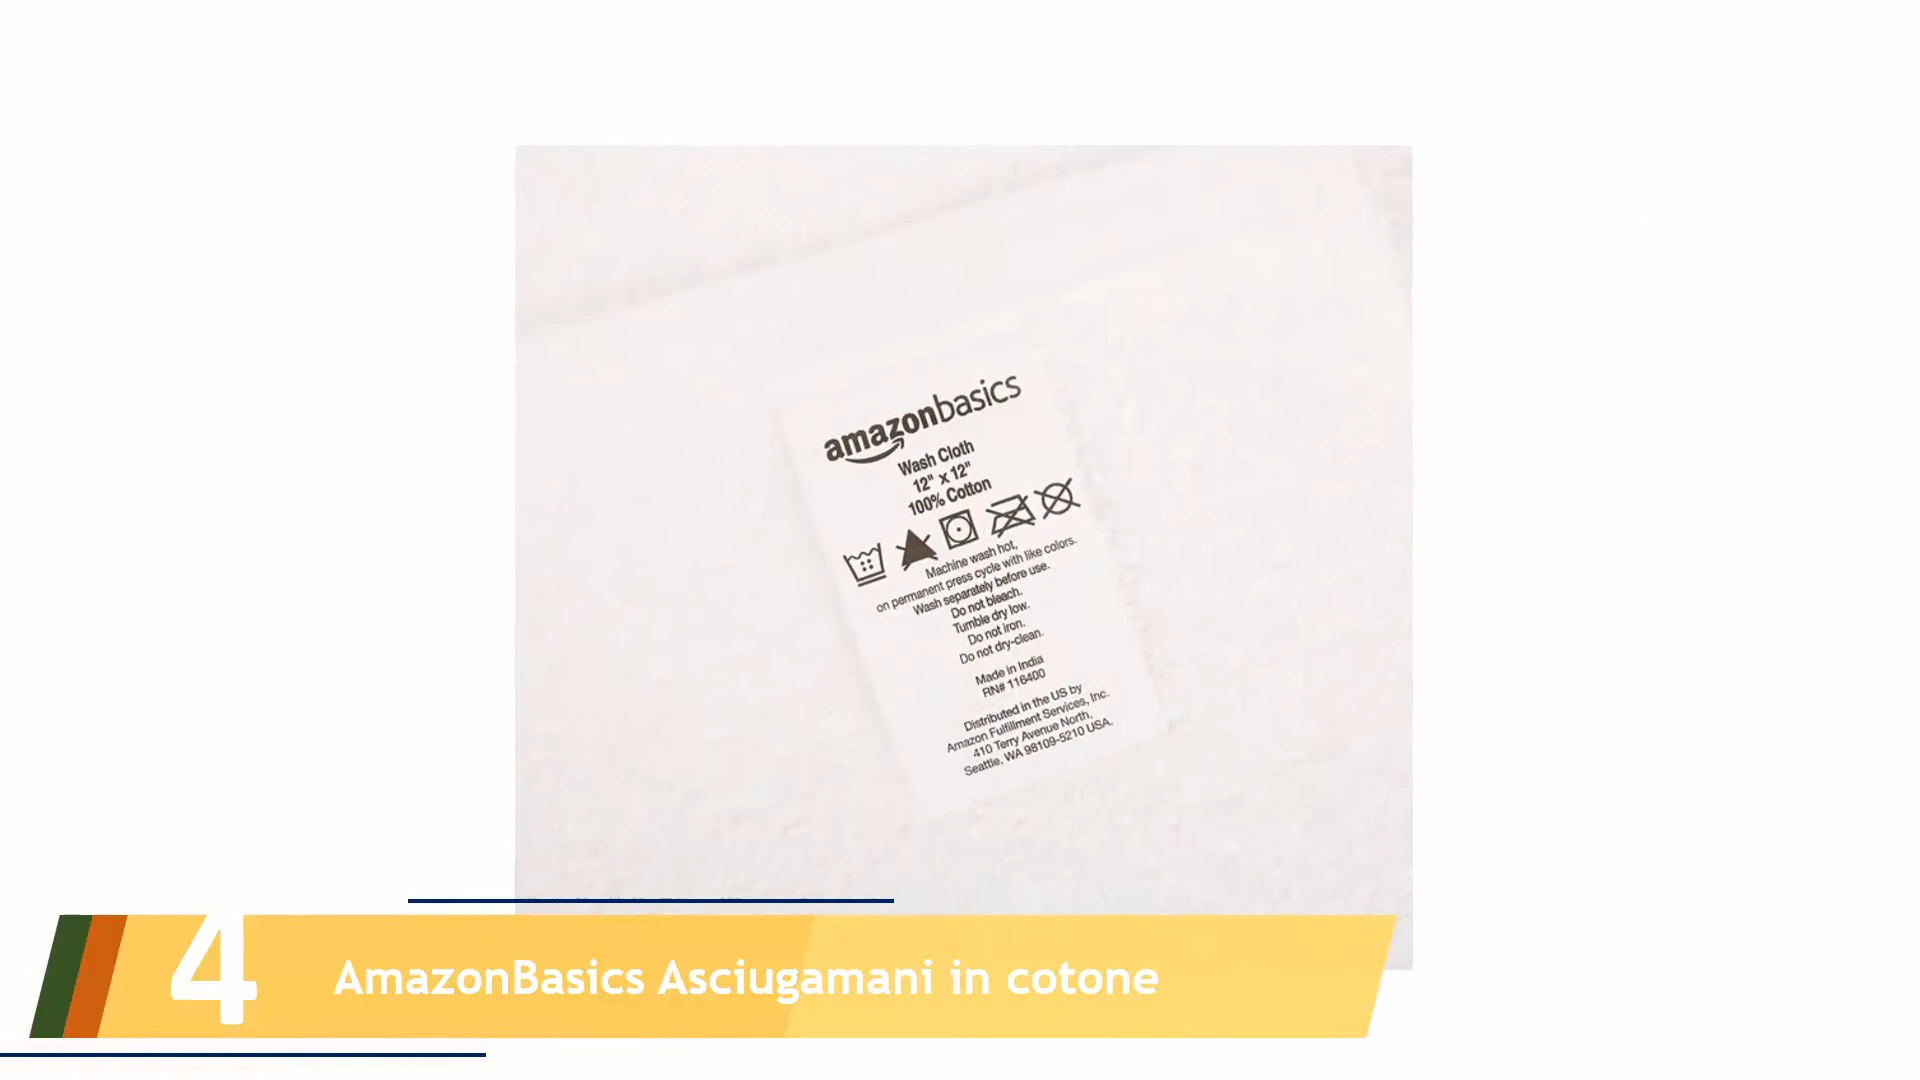 amazonbasics
Wash Cloth
12" x 12"
100% Cotton
Machine wash hot,
on permanent press cycle with like colors.
Wash separately before use.
Do not bleach.
Tumble dry low.
Do not iron.
Do not dry-clean.
Made in India
RN# 116400
Distributed in the US by
Amazon Fulfillment Services, Inc.
410 Terry Avenue North,
Seattle, WA 98109-5210 USA.
4
AmazonBasics Asciugamani in cotone